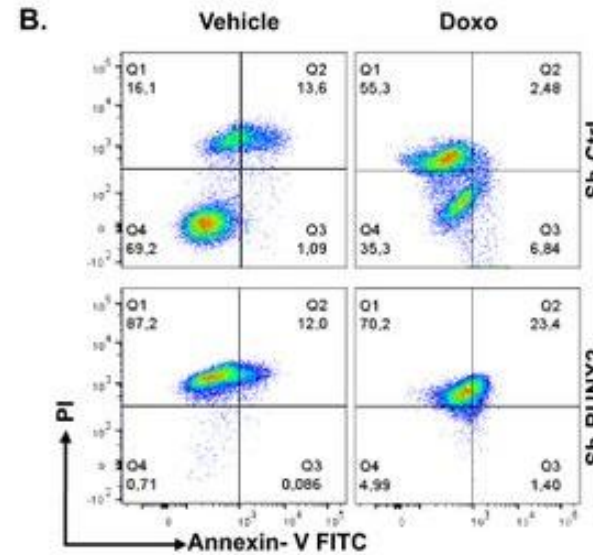 B.
Vehicle
Doxo
Q1
16,1
Q2
13,6
Q4
69,2
Q3
1,09
Q1
55,3
Q2
2,48
Q4
35,3
Q3
6,84
Sh Ctrl
Q1
87,2
Q2
12,0
Q4
0,71
Q3
0,086
Q1
70,2
Q2
23,4
Q4
4,99
Q3
1,40
PI
Annexin- V FITC